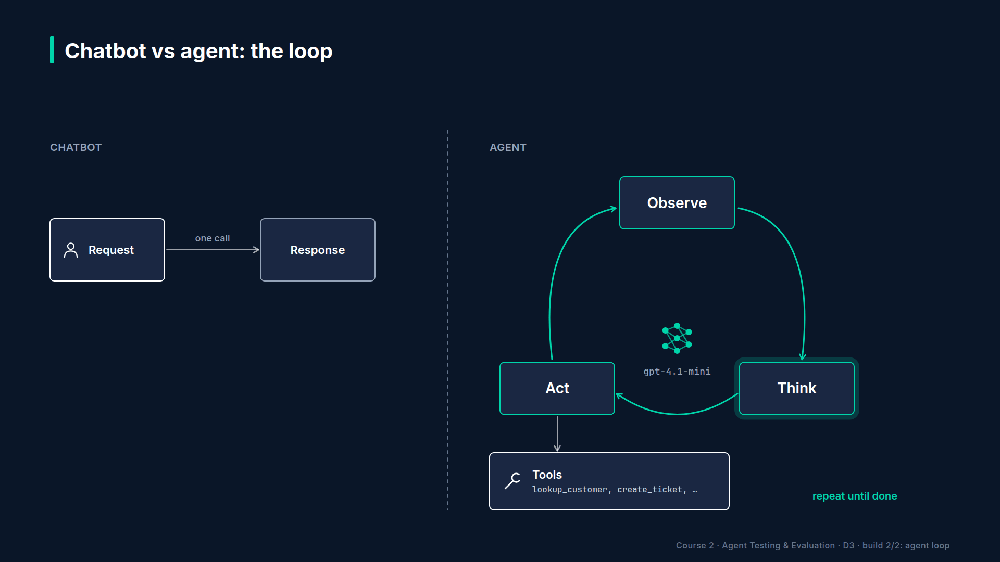 Chatbot vs agent: the loop
CHATBOT
Request
one call
Response
AGENT
Observe
gpt-4.1-mini
Act
Think
Tools
lookup_customer, create_ticket, …
repeat until done
Course 2 · Agent Testing & Evaluation · D3 · build 2/2: agent loop